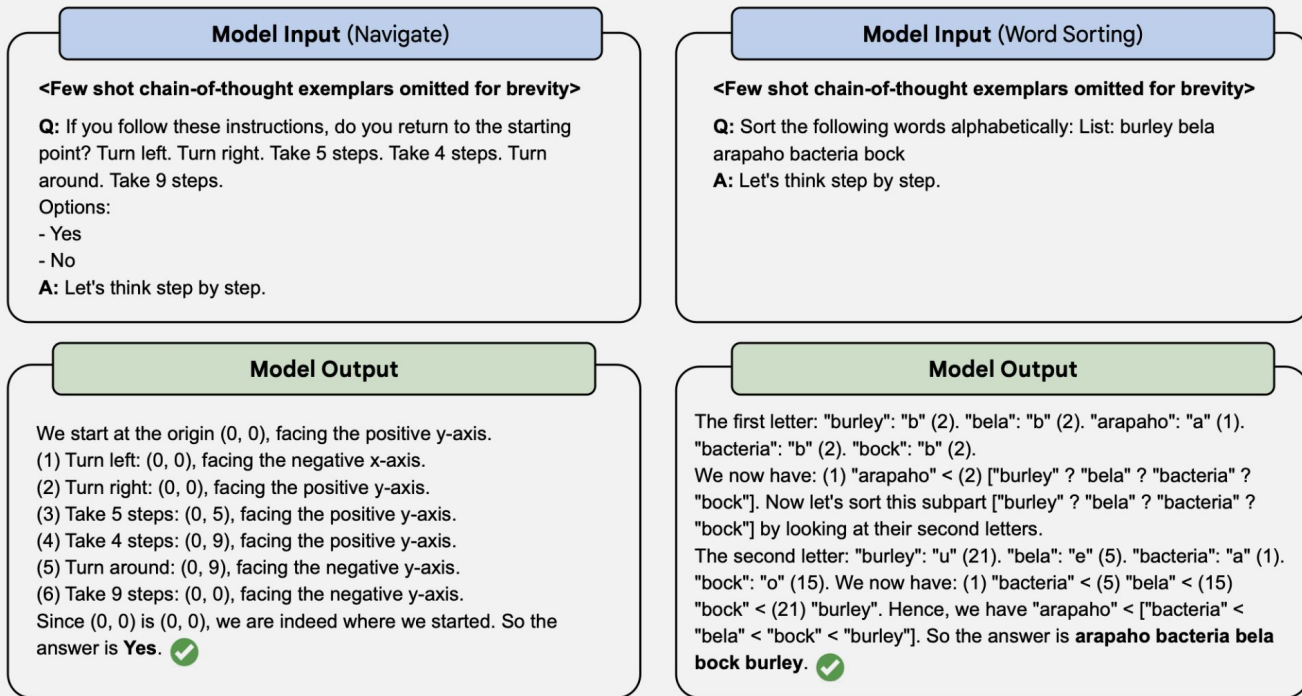 Model Input (Navigate)
<Few shot chain-of-thought exemplars omitted for brevity>
Q: If you follow these instructions, do you return to the starting
point? Turn left. Turn right. Take 5 steps. Take 4 steps. Turn
around. Take 9 steps.
Options:
- Yes
- No
A: Let's think step by step.
Model Output
We start at the origin (0, 0), facing the positive y-axis.
(1) Turn left: (0, 0), facing the negative x-axis.
(2) Turn right: (0, 0), facing the positive y-axis.
(3) Take 5 steps: (0, 5), facing the positive y-axis.
(4) Take 4 steps: (0, 9), facing the positive y-axis.
(5) Turn around: (0, 9), facing the negative y-axis.
(6) Take 9 steps: (0, 0), facing the negative y-axis.
Since (0, 0) is (0, 0), we are indeed where we started. So the
answer is Yes.
Model Input (Word Sorting)
<Few shot chain-of-thought exemplars omitted for brevity>
Q: Sort the following words alphabetically: List: burley bela
arapaho bacteria bock
A: Let's think step by step.
Model Output
The first letter: "burley": "b" (2). "bela": "b" (2). "arapaho": "a" (1).
"bacteria": "b" (2). "bock": "b" (2).
We now have: (1) "arapaho" < (2) ["burley" ? "bela" ? "bacteria" ?
"bock"]. Now let's sort this subpart ["burley" ? "bela" ? "bacteria" ?
"bock"] by looking at their second letters.
The second letter: "burley": "u" (21). "bela": "e" (5). "bacteria": "a" (1).
"bock": "o" (15). We now have: (1) "bacteria" < (5) "bela" < (15)
"bock" < (21) "burley". Hence, we have "arapaho" < ["bacteria" <
"bela" < "bock" < "burley"]. So the answer is arapaho bacteria bela
bock burley.